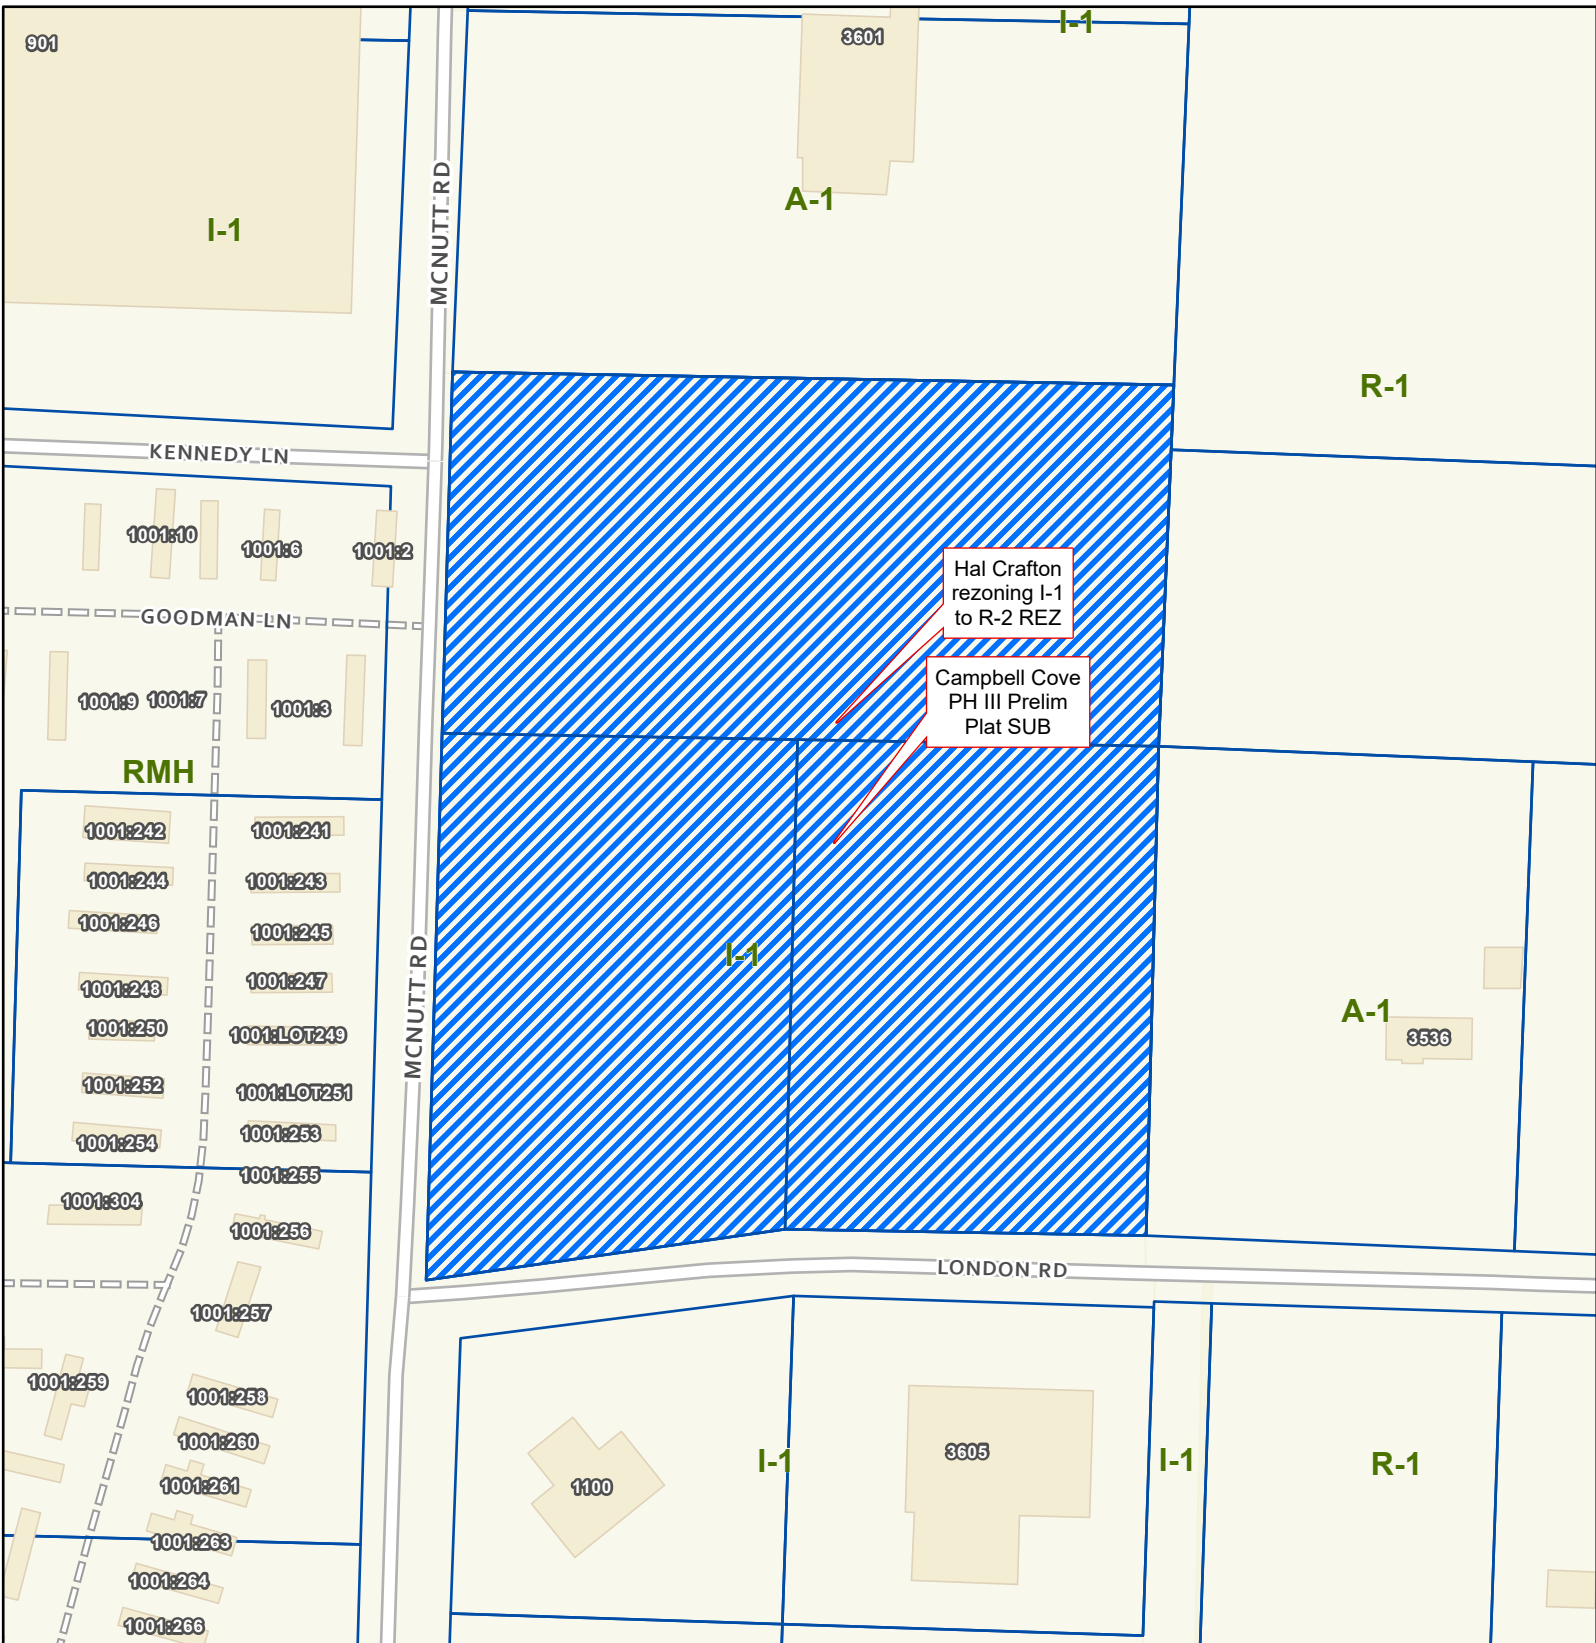 901
3601
I-1
MCNUTT RD
A-1
I-1
R-1
KENNEDY LN
1001:10
1001:6
1001:2
Hal Crafton
rezoning I-1
to R-2 REZ
GOODMAN LN
1001:9
1001:7
1001:3
Campbell Cove
PH III Prelim
Plat SUB
RMH
1001:242
1001:241
1001:244
1001:243
1001:246
1001:245
I-1
1001:248
1001:247
MCNUTT RD
A-1
1001:250
1001:LOT249
3536
1001:252
1001:LOT251
1001:254
1001:253
1001:255
1001:304
1001:256
LONDON RD
1001:257
1001:259
1001:258
1001:260
I-1
3605
I-1
R-1
1001:261
1100
1001:263
1001:264
1001:266